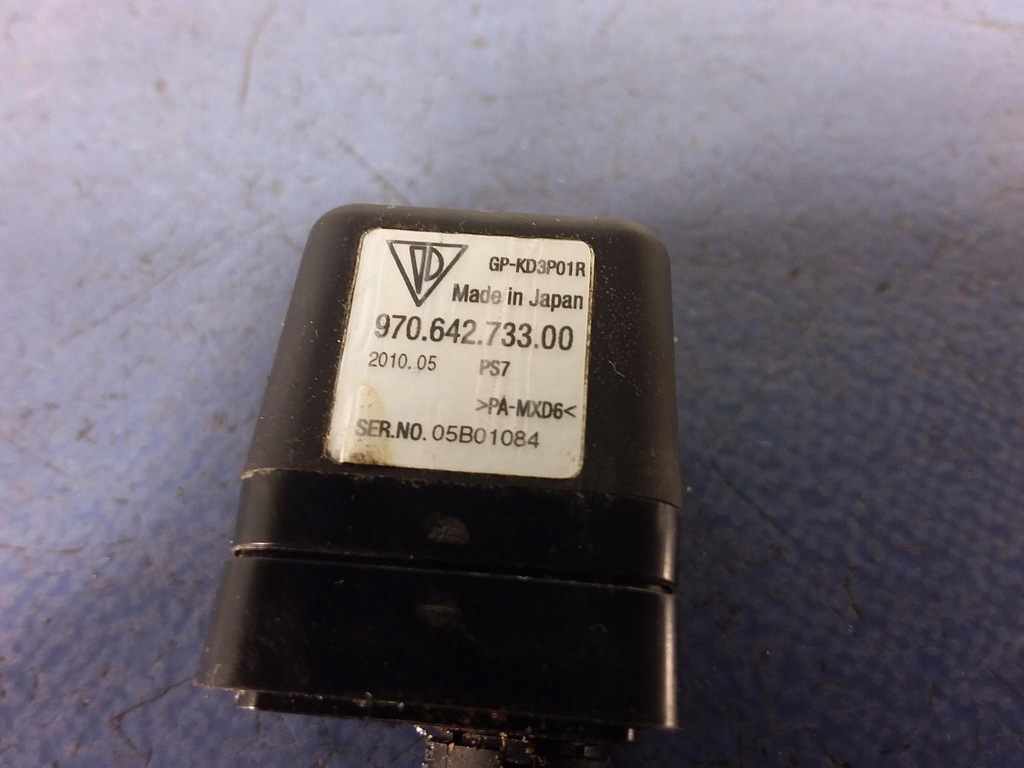 GP-KD3P01R
Made in Japan
970.642.733.00
2010.05 PS7
>PA-MXD6<
SER.NO. 05B01084